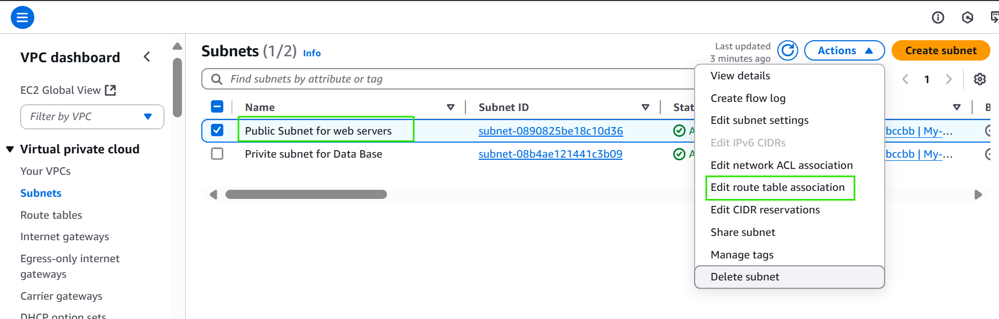 VPC dashboard
EC2 Global View
Filter by VPC
Virtual private cloud
Your VPCs
Subnets
Route tables
Internet gateways
Egress-only internet
gateways
Carrier gateways
DHCP option sets
Subnets (1/2) Info
Last updated
3 minutes ago
Actions
Create subnet
Find subnets by attribute or tag
1
Name
Subnet ID
Public Subnet for web servers
subnet-0890825be18c10d36
bccbb | My-...
Privite subnet for Data Base
subnet-08b4ae121441c3b09
bccbb | My-...
View details
Create flow log
Edit subnet settings
Edit IPv6 CIDRs
Edit network ACL association
Edit route table association
Edit CIDR reservations
Share subnet
Manage tags
Delete subnet